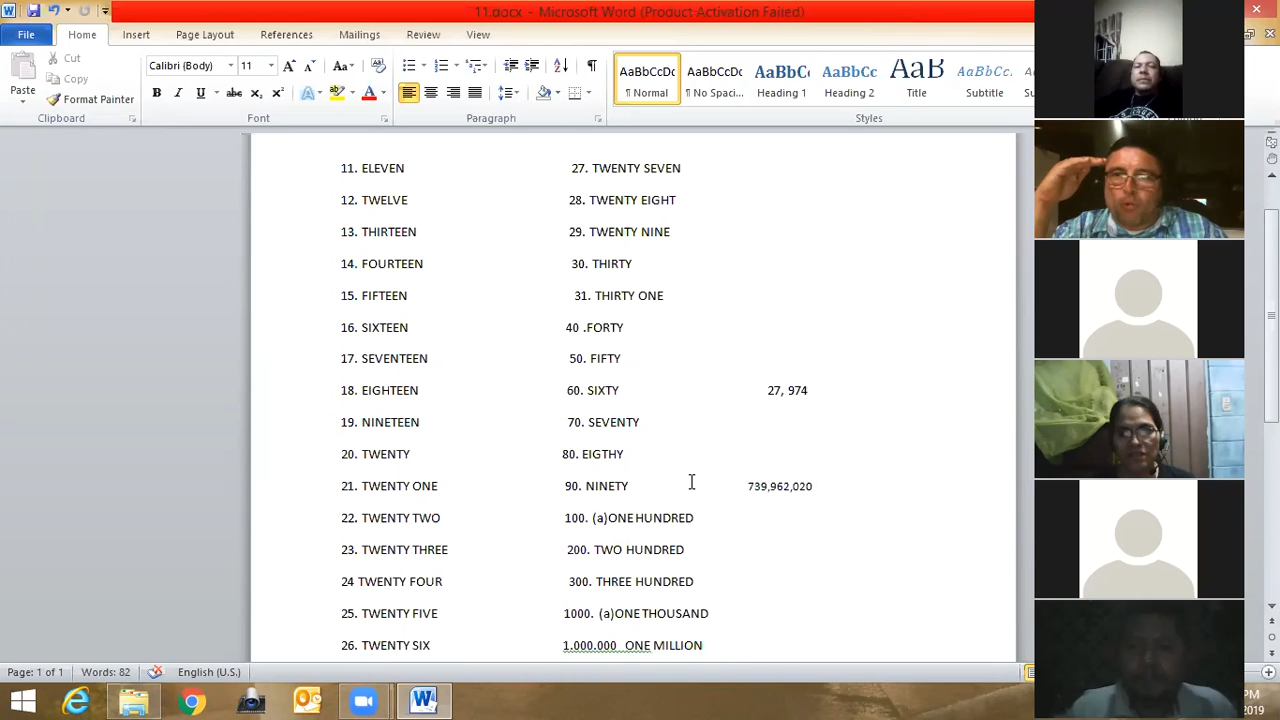 11.docx - Microsoft Word (Product Activation Failed)
File Home Insert Page Layout References Mailings Review View
Paste
Cut
Copy
Format Painter
Clipboard
Calibri (Body) 11
Font
Paragraph
AaBbCcDc AaBbCcDc AaBbC AaBbCc AaB AaBbCcL
¶ Normal ¶ No Spaci... Heading 1 Heading 2 Title Subtitle
Styles
11. ELEVEN 27. TWENTY SEVEN
12. TWELVE 28. TWENTY EIGHT
13. THIRTEEN 29. TWENTY NINE
14. FOURTEEN 30. THIRTY
15. FIFTEEN 31. THIRTY ONE
16. SIXTEEN 40 .FORTY
17. SEVENTEEN 50. FIFTY
18. EIGHTEEN 60. SIXTY 27, 974
19. NINETEEN 70. SEVENTY
20. TWENTY 80. EIGTHY
21. TWENTY ONE 90. NINETY 739,962,020
22. TWENTY TWO 100. (a)ONE HUNDRED
23. TWENTY THREE 200. TWO HUNDRED
24 TWENTY FOUR 300. THREE HUNDRED
25. TWENTY FIVE 1000. (a)ONE THOUSAND
26. TWENTY SIX 1.000.000 ONE MILLION
Page: 1 of 1 Words: 82 English (U.S.)
PM
2019